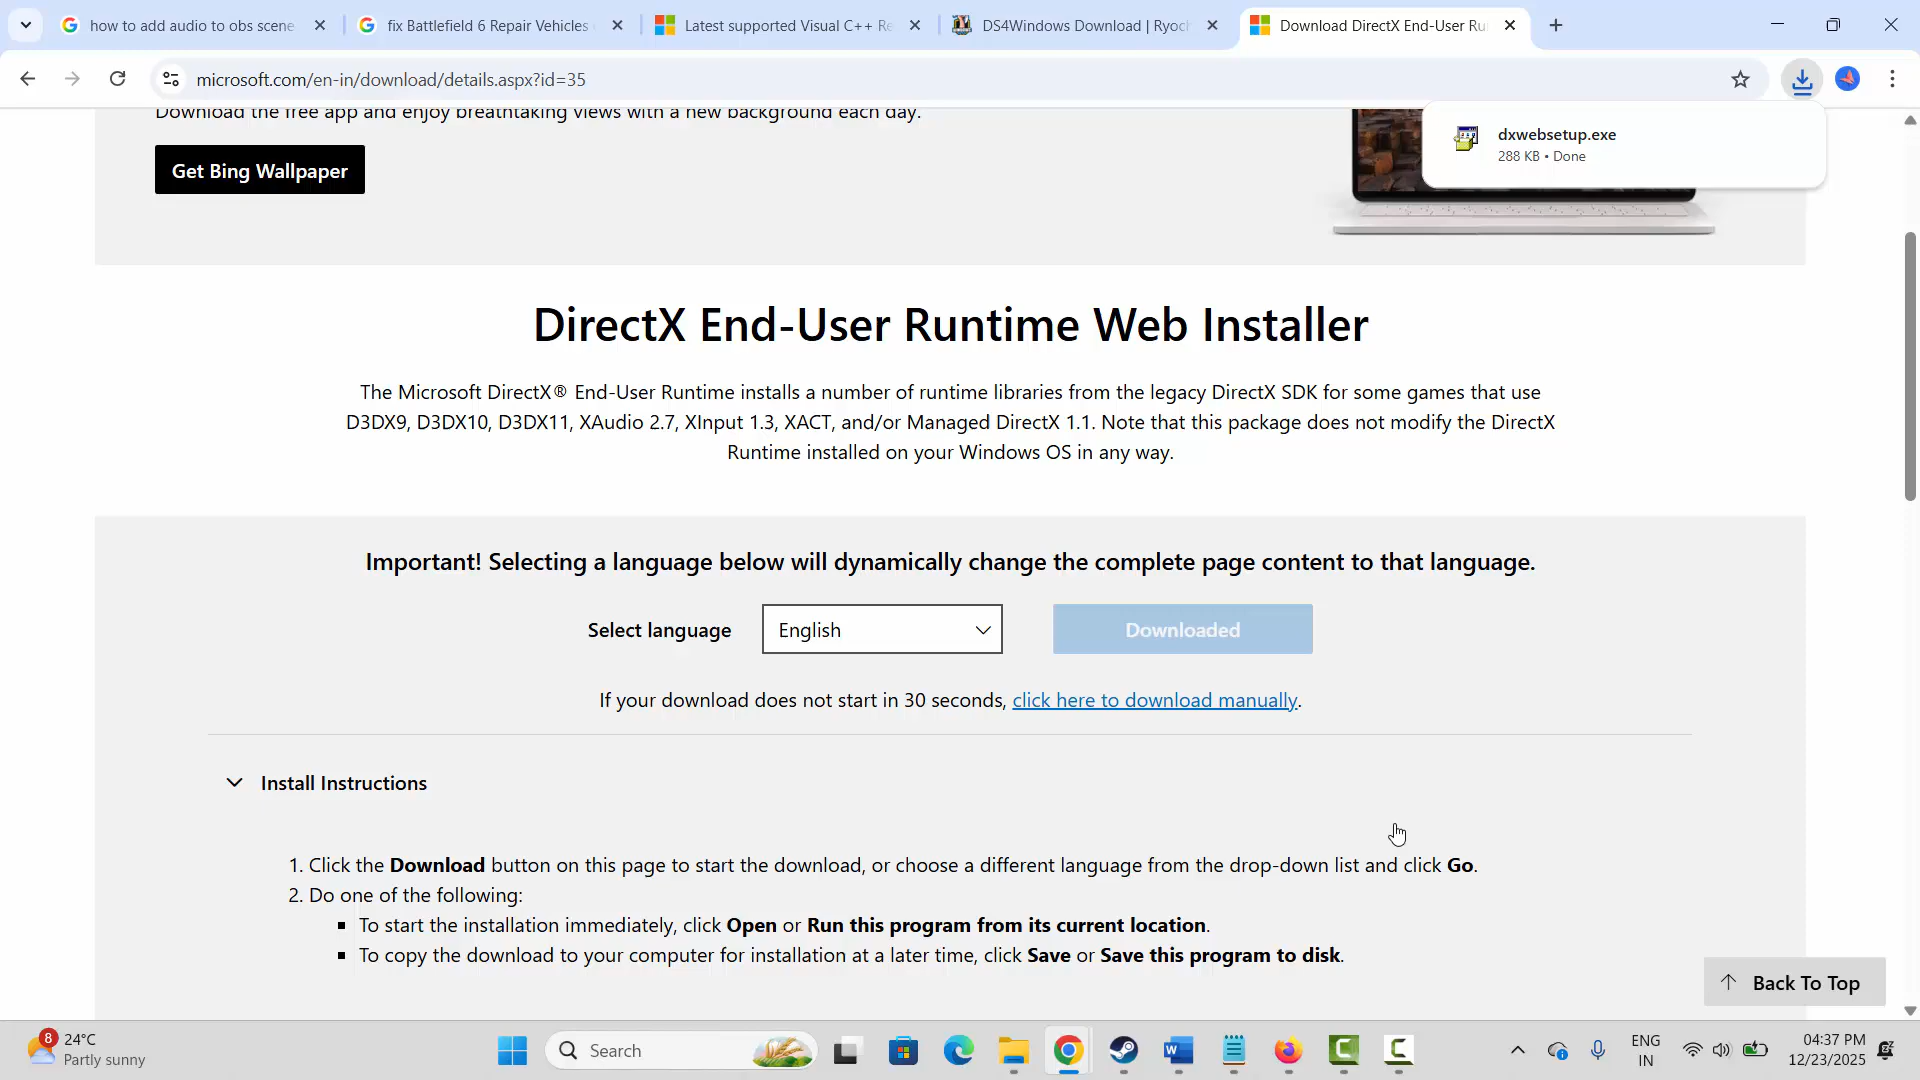 how to add audio to obs scene
fix Battlefield 6 Repair Vehicles
Latest supported Visual C++ Re
DS4Windows Download | Ryoch
Download DirectX End-User Ru
microsoft.com/en-in/download/details.aspx?id=35
dxwebsetup.exe
288 KB • Done
Download the free app and enjoy breathtaking views with a new background each day.
Get Bing Wallpaper
DirectX End-User Runtime Web Installer
The Microsoft DirectX® End-User Runtime installs a number of runtime libraries from the legacy DirectX SDK for some games that use
D3DX9, D3DX10, D3DX11, XAudio 2.7, XInput 1.3, XACT, and/or Managed DirectX 1.1. Note that this package does not modify the DirectX
Runtime installed on your Windows OS in any way.
Important! Selecting a language below will dynamically change the complete page content to that language.
Select language
English
Downloaded
If your download does not start in 30 seconds, click here to download manually.
Install Instructions
1. Click the Download button on this page to start the download, or choose a different language from the drop-down list and click Go.
2. Do one of the following:
▪ To start the installation immediately, click Open or Run this program from its current location.
▪ To copy the download to your computer for installation at a later time, click Save or Save this program to disk.
Back To Top
8
24°C
Partly sunny
Search
ENG
IN
04:37 PM
12/23/2025